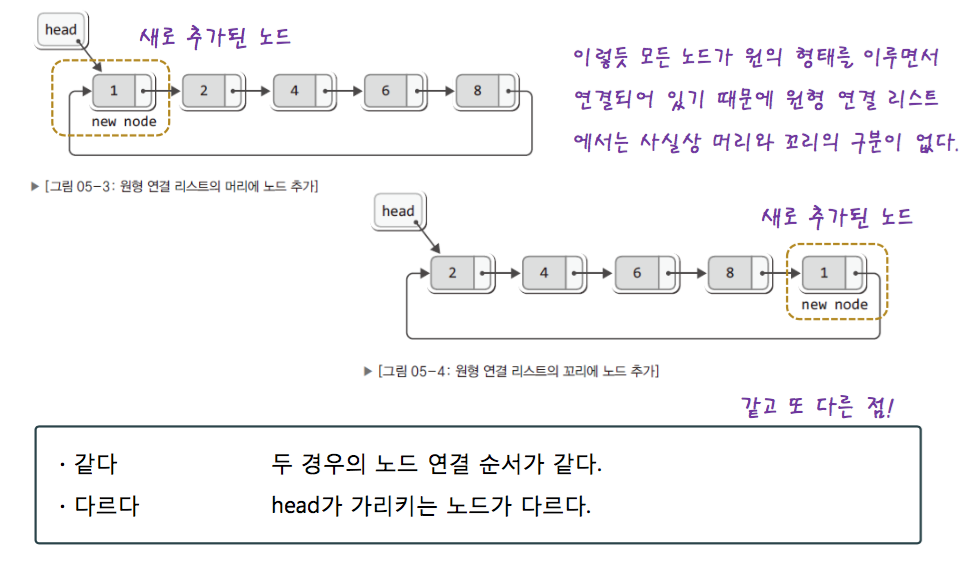 head
새로 추가된 노드
이렇듯 모든 노드가 원의 형태를 이루면서
연결되어 있기 때문에 원형 연결 리스트
에서는 사실상 머리와 꼬리의 구분이 없다.
1 2 4 6 8
new node
▶ [그림 05-3: 원형 연결 리스트의 머리에 노드 추가]
head
새로 추가된 노드
2 4 6 8 1
new node
▶ [그림 05-4: 원형 연결 리스트의 꼬리에 노드 추가]
같고 또 다른 점!
· 같다 두 경우의 노드 연결 순서가 같다.
· 다르다 head가 가리키는 노드가 다르다.